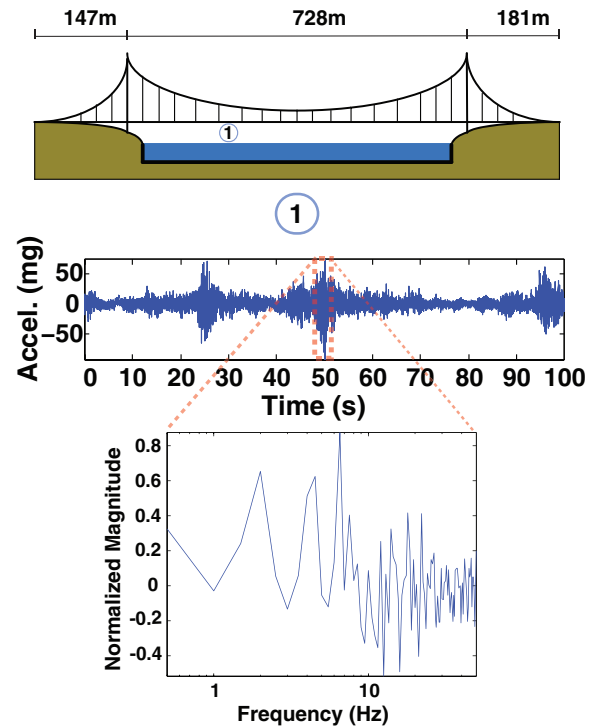 147m 728m 181m
1
1
Accel. (mg)
50
0
−50
0 10 20 30 40 50 60 70 80 90 100
Time (s)
Normalized Magnitude
0.8
0.6
0.4
0.2
0
-0.2
-0.4
1 10
Frequency (Hz)